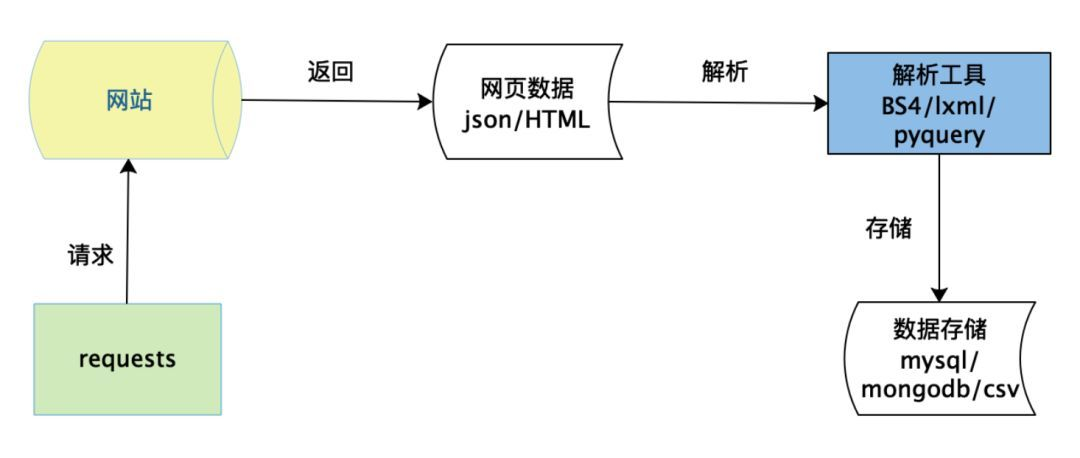 网站
返回
网页数据
json/HTML
解析
解析工具
BS4/lxml/
pyquery
请求
存储
requests
数据存储
mysql/
mongodb/csv